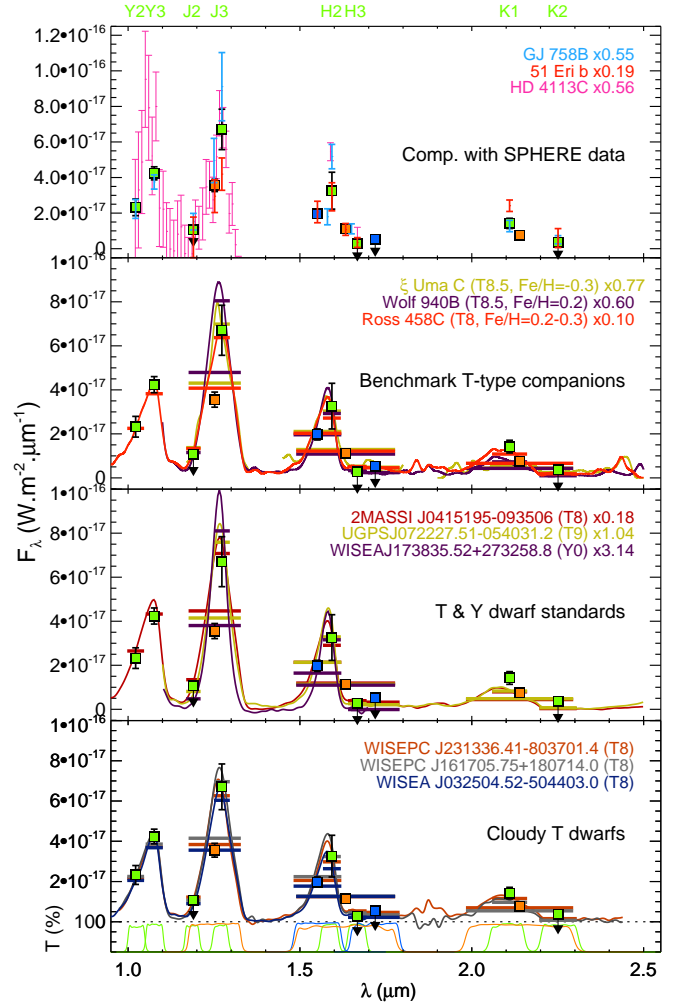 Y2 Y3 J2 J3 H2 H3 K1 K2
1.2•10⁻¹⁶
1.0•10⁻¹⁶
8.0•10⁻¹⁷
6.0•10⁻¹⁷
4.0•10⁻¹⁷
2.0•10⁻¹⁷
0
GJ 758B x0.55
51 Eri b x0.19
HD 4113C x0.56
Comp. with SPHERE data
1•10⁻¹⁶
8•10⁻¹⁷
6•10⁻¹⁷
4•10⁻¹⁷
2•10⁻¹⁷
0
ξ Uma C (T8.5, Fe/H=-0.3) x0.77
Wolf 940B (T8.5, Fe/H=0.2) x0.60
Ross 458C (T8, Fe/H=0.2-0.3) x0.10
Benchmark T-type companions
F_λ (W.m⁻².μm⁻¹)
1•10⁻¹⁶
8•10⁻¹⁷
6•10⁻¹⁷
4•10⁻¹⁷
2•10⁻¹⁷
0
2MASSI J0415195-093506 (T8) x0.18
UGPSJ072227.51-054031.2 (T9) x1.04
WISEAJ173835.52+273258.8 (Y0) x3.14
T & Y dwarf standards
1•10⁻¹⁶
8•10⁻¹⁷
6•10⁻¹⁷
4•10⁻¹⁷
2•10⁻¹⁷
100
WISEPC J231336.41-803701.4 (T8)
WISEPC J161705.75+180714.0 (T8)
WISEA J032504.52-504403.0 (T8)
Cloudy T dwarfs
T (%)
1.0 1.5 2.0 2.5
λ (μm)